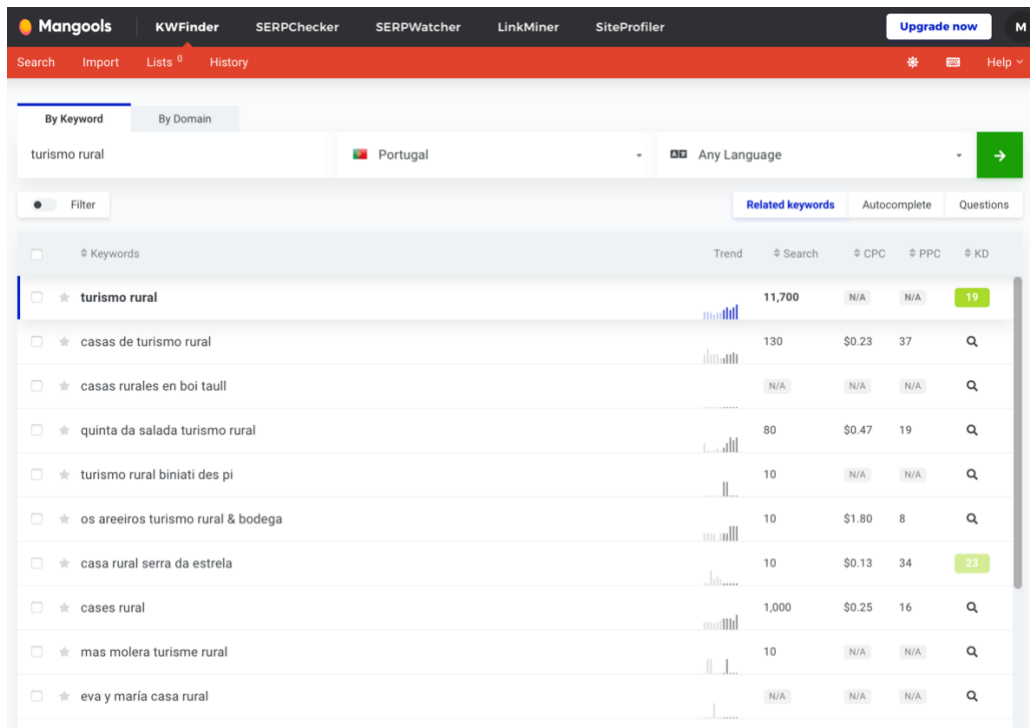 Mangools KWFinder SERPChecker SERPWatcher LinkMiner SiteProfiler Upgrade now M
Search Import Lists 0 History Help
By Keyword By Domain
turismo rural Portugal Any Language
Filter Related keywords Autocomplete Questions
Keywords Trend Search CPC PPC KD
turismo rural 11,700 N/A N/A 19
casas de turismo rural 130 $0.23 37
casas rurales en boi taull N/A N/A N/A
quinta da salada turismo rural 80 $0.47 19
turismo rural biniati des pi 10 N/A N/A
os areeiros turismo rural & bodega 10 $1.80 8
casa rural serra da estrela 10 $0.13 34 23
cases rural 1,000 $0.25 16
mas molera turisme rural 10 N/A N/A
eva y maría casa rural N/A N/A N/A